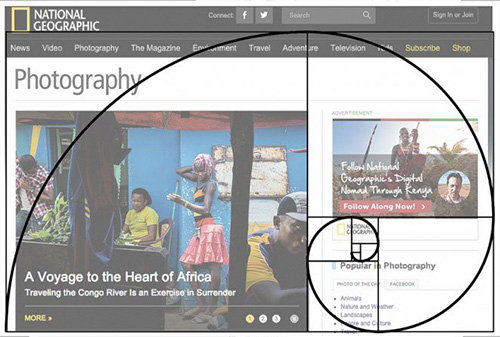 NATIONAL
GEOGRAPHIC
Connect:
Search
Sign In or Join
News Video Photography The Magazine Environment Travel Adventure Television Kids Subscribe Shop
Photography
ADVERTISEMENT
Follow National
Geographic's Digital
Nomad Through Kenya
Follow Along Now!
A Voyage to the Heart of Africa
Traveling the Congo River Is an Exercise in Surrender
MORE »
1 2 3
NATIONAL
GEOGRAPHIC
Popular in Photography
PHOTO OF THE DAY FACEBOOK
Animals
Nature and Weather
Landscapes
People and Culture